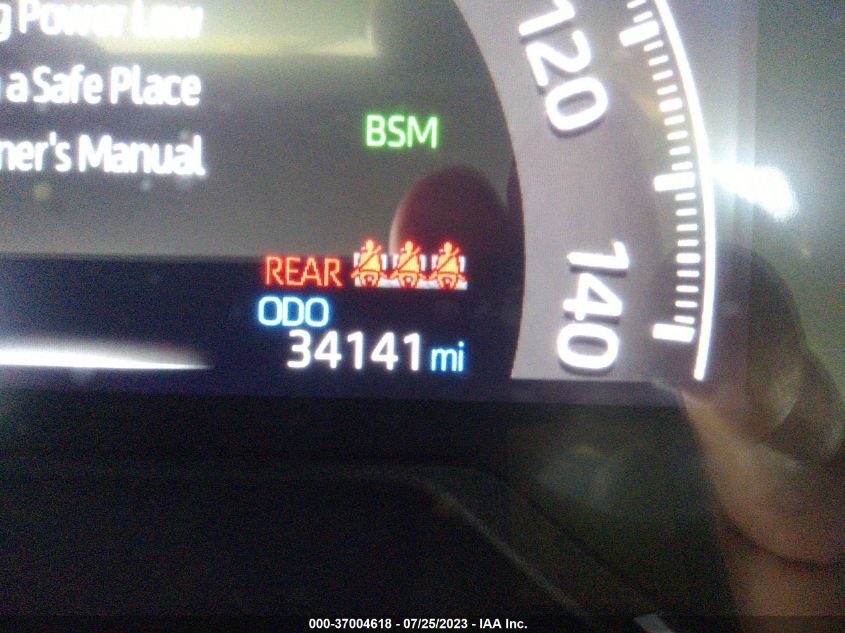 Power Low
a Safe Place
ner's Manual
BSM
REAR
ODO
34141 mi
120
140
000-37004618 - 07/25/2023 - IAA Inc.